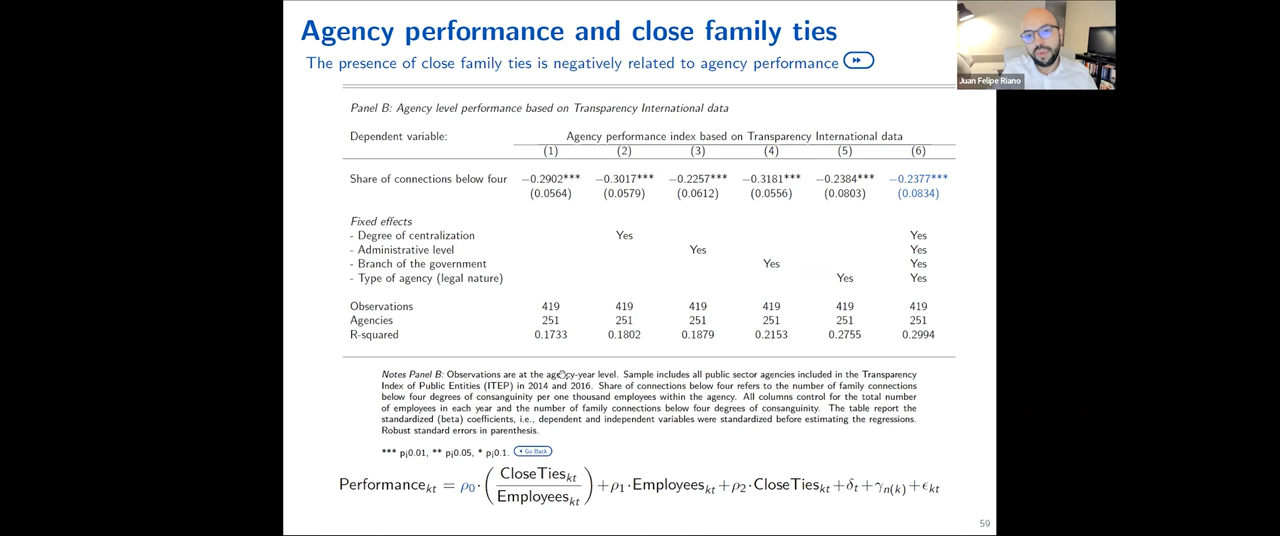 Agency performance and close family ties
The presence of close family ties is negatively related to agency performance
Juan Felipe Riano
Panel B: Agency level performance based on Transparency International data
Dependent variable: Agency performance index based on Transparency International data
(1) (2) (3) (4) (5) (6)
Share of connections below four −0.2902*** −0.3017*** −0.2257*** −0.3181*** −0.2384*** −0.2377***
(0.0564) (0.0579) (0.0612) (0.0556) (0.0803) (0.0834)
Fixed effects
- Degree of centralization Yes Yes
- Administrative level Yes Yes
- Branch of the government Yes Yes
- Type of agency (legal nature) Yes Yes
Observations 419 419 419 419 419 419
Agencies 251 251 251 251 251 251
R-squared 0.1733 0.1802 0.1879 0.2153 0.2755 0.2994
Notes Panel B: Observations are at the agency-year level. Sample includes all public sector agencies included in the Transparency
Index of Public Entities (ITEP) in 2014 and 2016. Share of connections below four refers to the number of family connections
below four degrees of consanguinity per one thousand employees within the agency. All columns control for the total number
of employees in each year and the number of family connections below four degrees of consanguinity. The table report the
standardized (beta) coefficients, i.e., dependent and independent variables were standardized before estimating the regressions.
Robust standard errors in parenthesis.
*** p¡0.01, ** p¡0.05, * p¡0.1. Go Back
Performance_kt = ρ0·(CloseTies_kt / Employees_kt) + ρ1·Employees_kt + ρ2·CloseTies_kt + δ_t + γ_n(k) + ϵ_kt
59